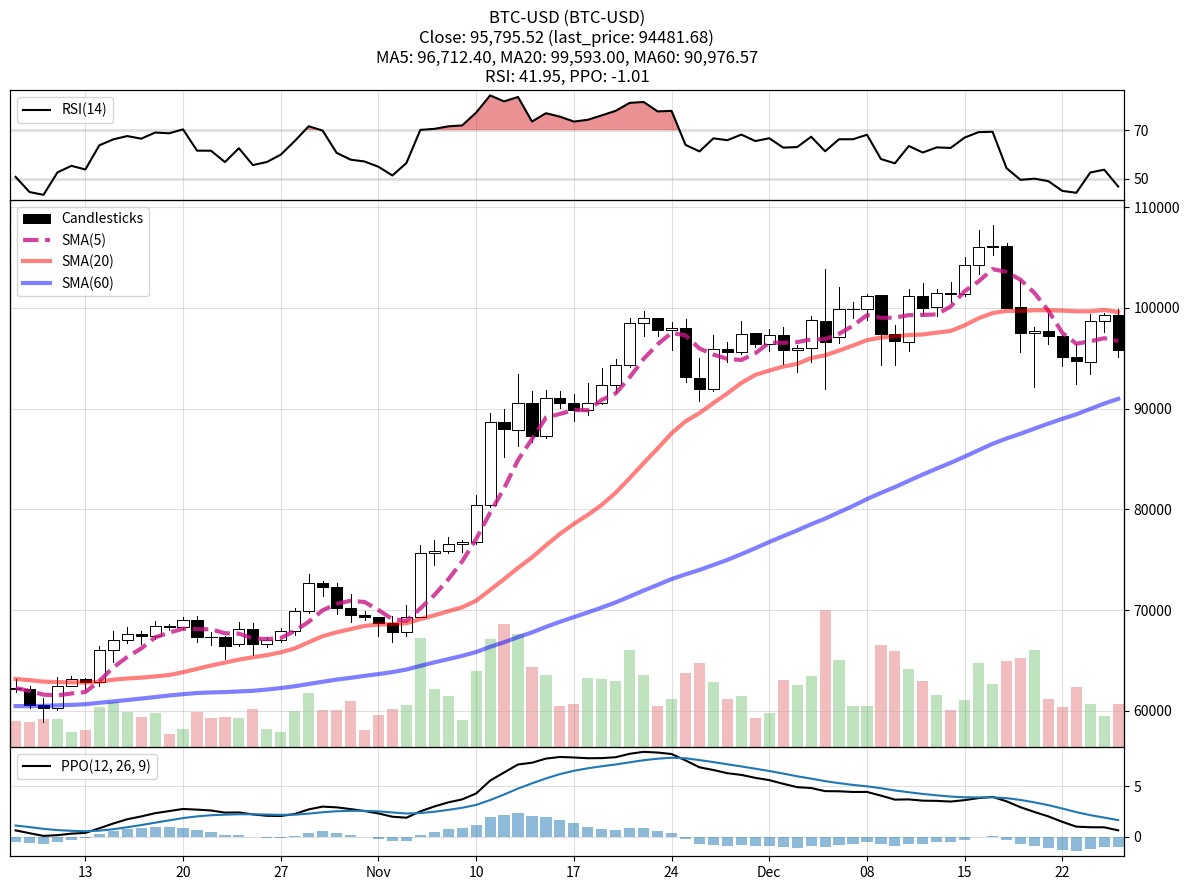 BTC-USD (BTC-USD)
Close: 95,795.52 (last_price: 94481.68)
MA5: 96,712.40, MA20: 99,593.00, MA60: 90,976.57
RSI: 41.95, PPO: -1.01
RSI(14)
70
50
Candlesticks
SMA(5)
SMA(20)
SMA(60)
110000
100000
90000
80000
70000
60000
PPO(12, 26, 9)
5
0
13 20 27 Nov 10 17 24 Dec 08 15 22